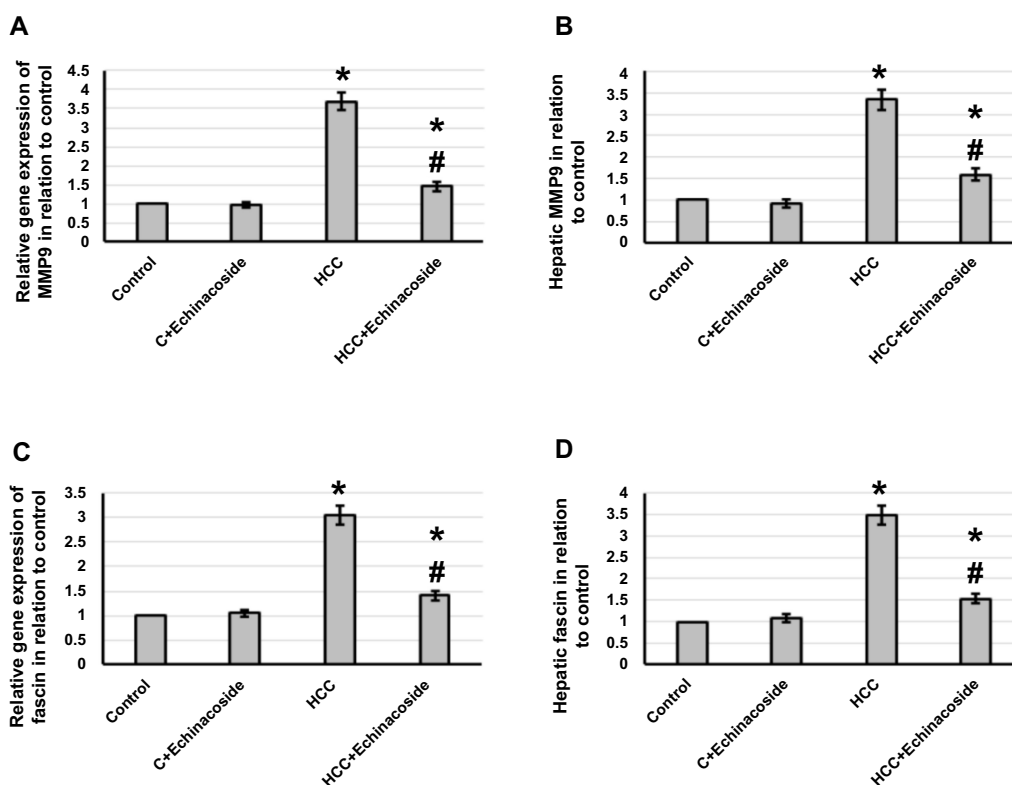 A
Relative gene expression of
MMP9 in relation to control
4.5
4
3.5
3
2.5
2
1.5
1
0.5
0
*
*
#
Control
C+Echinacoside
HCC
HCC+Echinacoside
B
Hepatic MMP9 in relation
to control
4
3.5
3
2.5
2
1.5
1
0.5
0
*
*
#
Control
C+Echinacoside
HCC
HCC+Echinacoside
C
Relative gene expression of
fascin in relation to control
3.5
3
2.5
2
1.5
1
0.5
0
*
*
#
Control
C+Echinacoside
HCC
HCC+Echinacoside
D
Hepatic fascin in relation
to control
4
3.5
3
2.5
2
1.5
1
0.5
0
*
*
#
Control
C+Echinacoside
HCC
HCC+Echinacoside